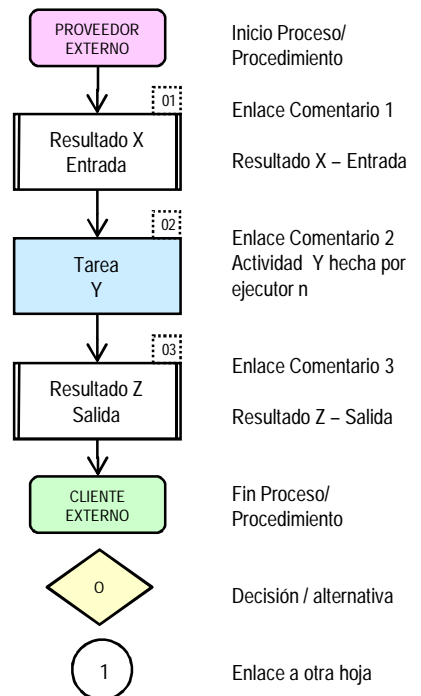 PROVEEDOR
EXTERNO
Inicio Proceso/
Procedimiento
01
Enlace Comentario 1
Resultado X
Entrada
Resultado X – Entrada
02
Enlace Comentario 2
Tarea
Y
Actividad Y hecha por
ejecutor n
03
Enlace Comentario 3
Resultado Z
Salida
Resultado Z – Salida
CLIENTE
EXTERNO
Fin Proceso/
Procedimiento
O
Decisión / alternativa
1
Enlace a otra hoja